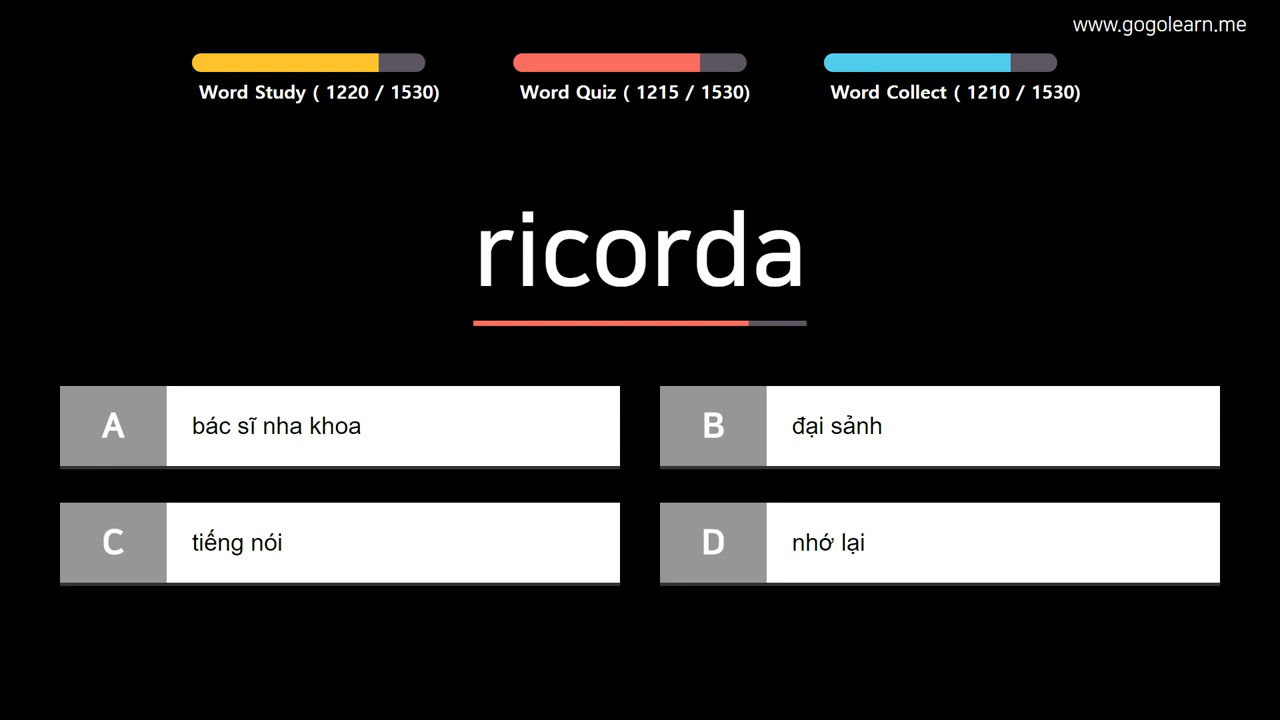 www.gogolearn.me
Word Study ( 1220 / 1530)
Word Quiz ( 1215 / 1530)
Word Collect ( 1210 / 1530)
ricorda
A
bác sĩ nha khoa
B
đại sảnh
C
tiếng nói
D
nhớ lại